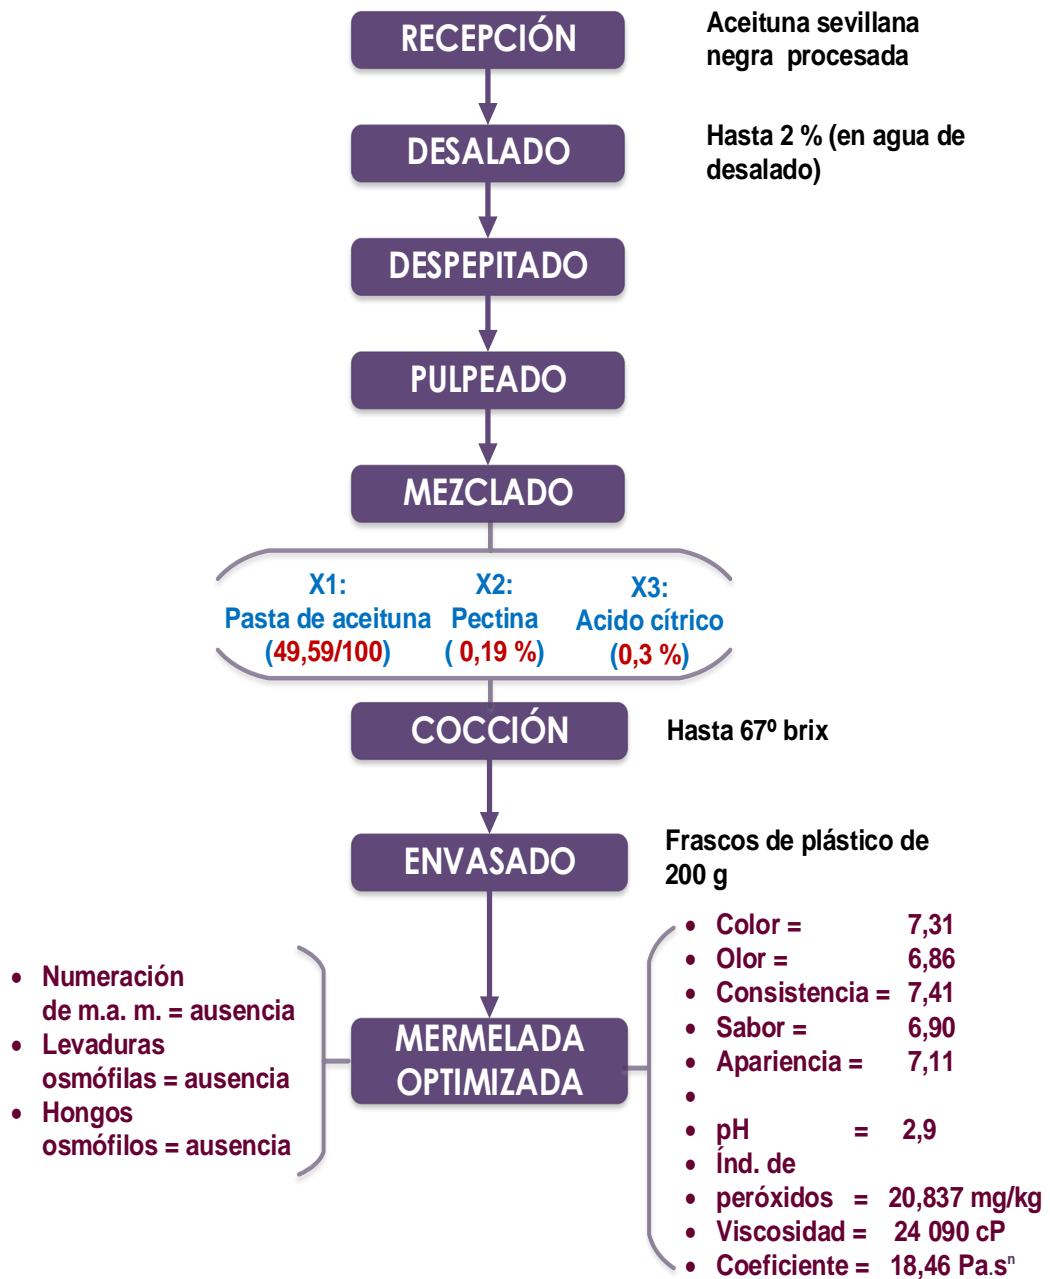 RECEPCIÓN
Aceituna sevillana
negra procesada
DESALADO
Hasta 2 % (en agua de
desalado)
DESPEPITADO
PULPEADO
MEZCLADO
X1:
Pasta de aceituna
(49,59/100)
X2:
Pectina
( 0,19 %)
X3:
Acido cítrico
(0,3 %)
COCCIÓN
Hasta 67º brix
ENVASADO
Frascos de plástico de
200 g
• Numeración
de m.a. m. = ausencia
• Levaduras
osmófilas = ausencia
• Hongos
osmófilos = ausencia
MERMELADA
OPTIMIZADA
• Color = 7,31
• Olor = 6,86
• Consistencia = 7,41
• Sabor = 6,90
• Apariencia = 7,11
•
• pH = 2,9
• Índ. de
• peróxidos = 20,837 mg/kg
• Viscosidad = 24 090 cP
• Coeficiente = 18,46 Pa.sⁿ